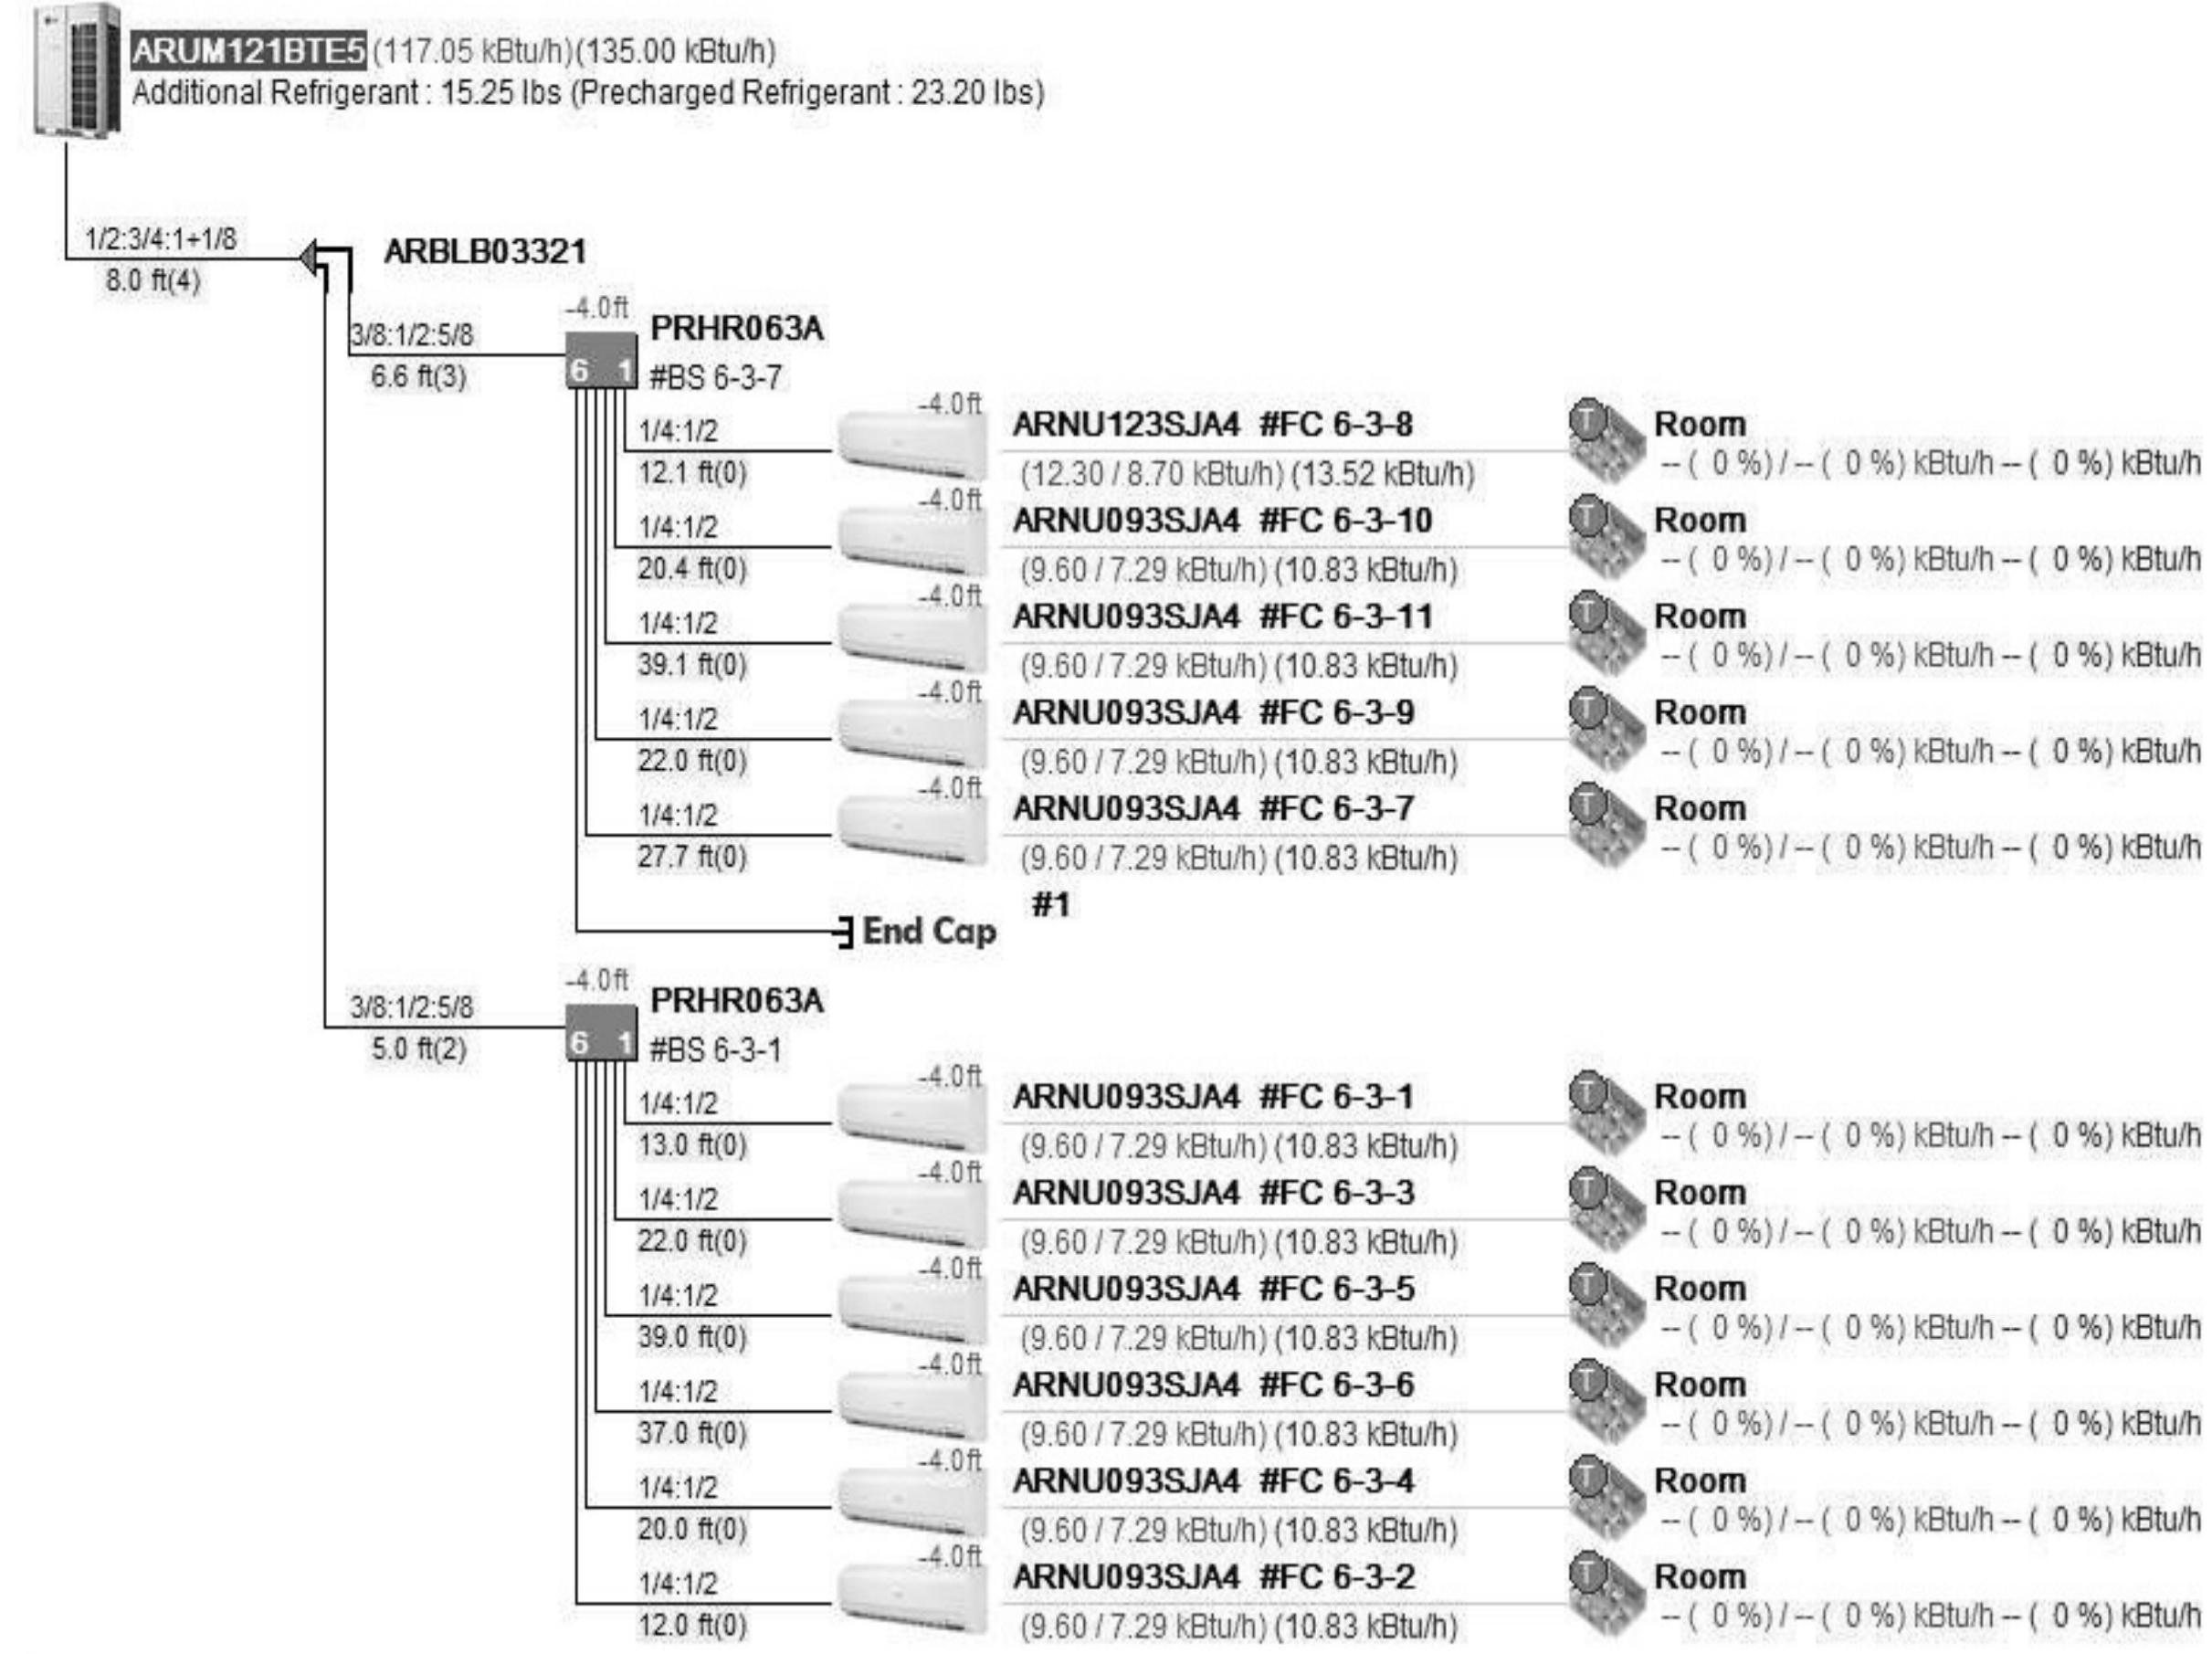 ARUM121BTE5 (117.05 kBtu/h)(135.00 kBtu/h)
Additional Refrigerant : 15.25 lbs (Precharged Refrigerant : 23.20 lbs)
1/2:3/4:1+1/8
8.0 ft(4)
ARBLB03321
3/8:1/2:5/8
6.6 ft(3)
-4.0ft
PRHR063A
6 1
#BS 6-3-7
1/4:1/2
12.1 ft(0)
-4.0ft
ARNU123SJA4 #FC 6-3-8
(12.30 / 8.70 kBtu/h) (13.52 kBtu/h)
T
Room
-- ( 0 %) / -- ( 0 %) kBtu/h -- ( 0 %) kBtu/h
1/4:1/2
20.4 ft(0)
-4.0ft
ARNU093SJA4 #FC 6-3-10
(9.60 / 7.29 kBtu/h) (10.83 kBtu/h)
T
Room
-- ( 0 %) / -- ( 0 %) kBtu/h -- ( 0 %) kBtu/h
1/4:1/2
39.1 ft(0)
-4.0ft
ARNU093SJA4 #FC 6-3-11
(9.60 / 7.29 kBtu/h) (10.83 kBtu/h)
T
Room
-- ( 0 %) / -- ( 0 %) kBtu/h -- ( 0 %) kBtu/h
1/4:1/2
22.0 ft(0)
-4.0ft
ARNU093SJA4 #FC 6-3-9
(9.60 / 7.29 kBtu/h) (10.83 kBtu/h)
T
Room
-- ( 0 %) / -- ( 0 %) kBtu/h -- ( 0 %) kBtu/h
1/4:1/2
27.7 ft(0)
-4.0ft
ARNU093SJA4 #FC 6-3-7
(9.60 / 7.29 kBtu/h) (10.83 kBtu/h)
T
Room
-- ( 0 %) / -- ( 0 %) kBtu/h -- ( 0 %) kBtu/h
#1
End Cap
3/8:1/2:5/8
5.0 ft(2)
-4.0ft
PRHR063A
6 1
#BS 6-3-1
1/4:1/2
13.0 ft(0)
-4.0ft
ARNU093SJA4 #FC 6-3-1
(9.60 / 7.29 kBtu/h) (10.83 kBtu/h)
T
Room
-- ( 0 %) / -- ( 0 %) kBtu/h -- ( 0 %) kBtu/h
1/4:1/2
22.0 ft(0)
-4.0ft
ARNU093SJA4 #FC 6-3-3
(9.60 / 7.29 kBtu/h) (10.83 kBtu/h)
T
Room
-- ( 0 %) / -- ( 0 %) kBtu/h -- ( 0 %) kBtu/h
1/4:1/2
39.0 ft(0)
-4.0ft
ARNU093SJA4 #FC 6-3-5
(9.60 / 7.29 kBtu/h) (10.83 kBtu/h)
T
Room
-- ( 0 %) / -- ( 0 %) kBtu/h -- ( 0 %) kBtu/h
1/4:1/2
37.0 ft(0)
-4.0ft
ARNU093SJA4 #FC 6-3-6
(9.60 / 7.29 kBtu/h) (10.83 kBtu/h)
T
Room
-- ( 0 %) / -- ( 0 %) kBtu/h -- ( 0 %) kBtu/h
1/4:1/2
20.0 ft(0)
-4.0ft
ARNU093SJA4 #FC 6-3-4
(9.60 / 7.29 kBtu/h) (10.83 kBtu/h)
T
Room
-- ( 0 %) / -- ( 0 %) kBtu/h -- ( 0 %) kBtu/h
1/4:1/2
12.0 ft(0)
-4.0ft
ARNU093SJA4 #FC 6-3-2
(9.60 / 7.29 kBtu/h) (10.83 kBtu/h)
T
Room
-- ( 0 %) / -- ( 0 %) kBtu/h -- ( 0 %) kBtu/h